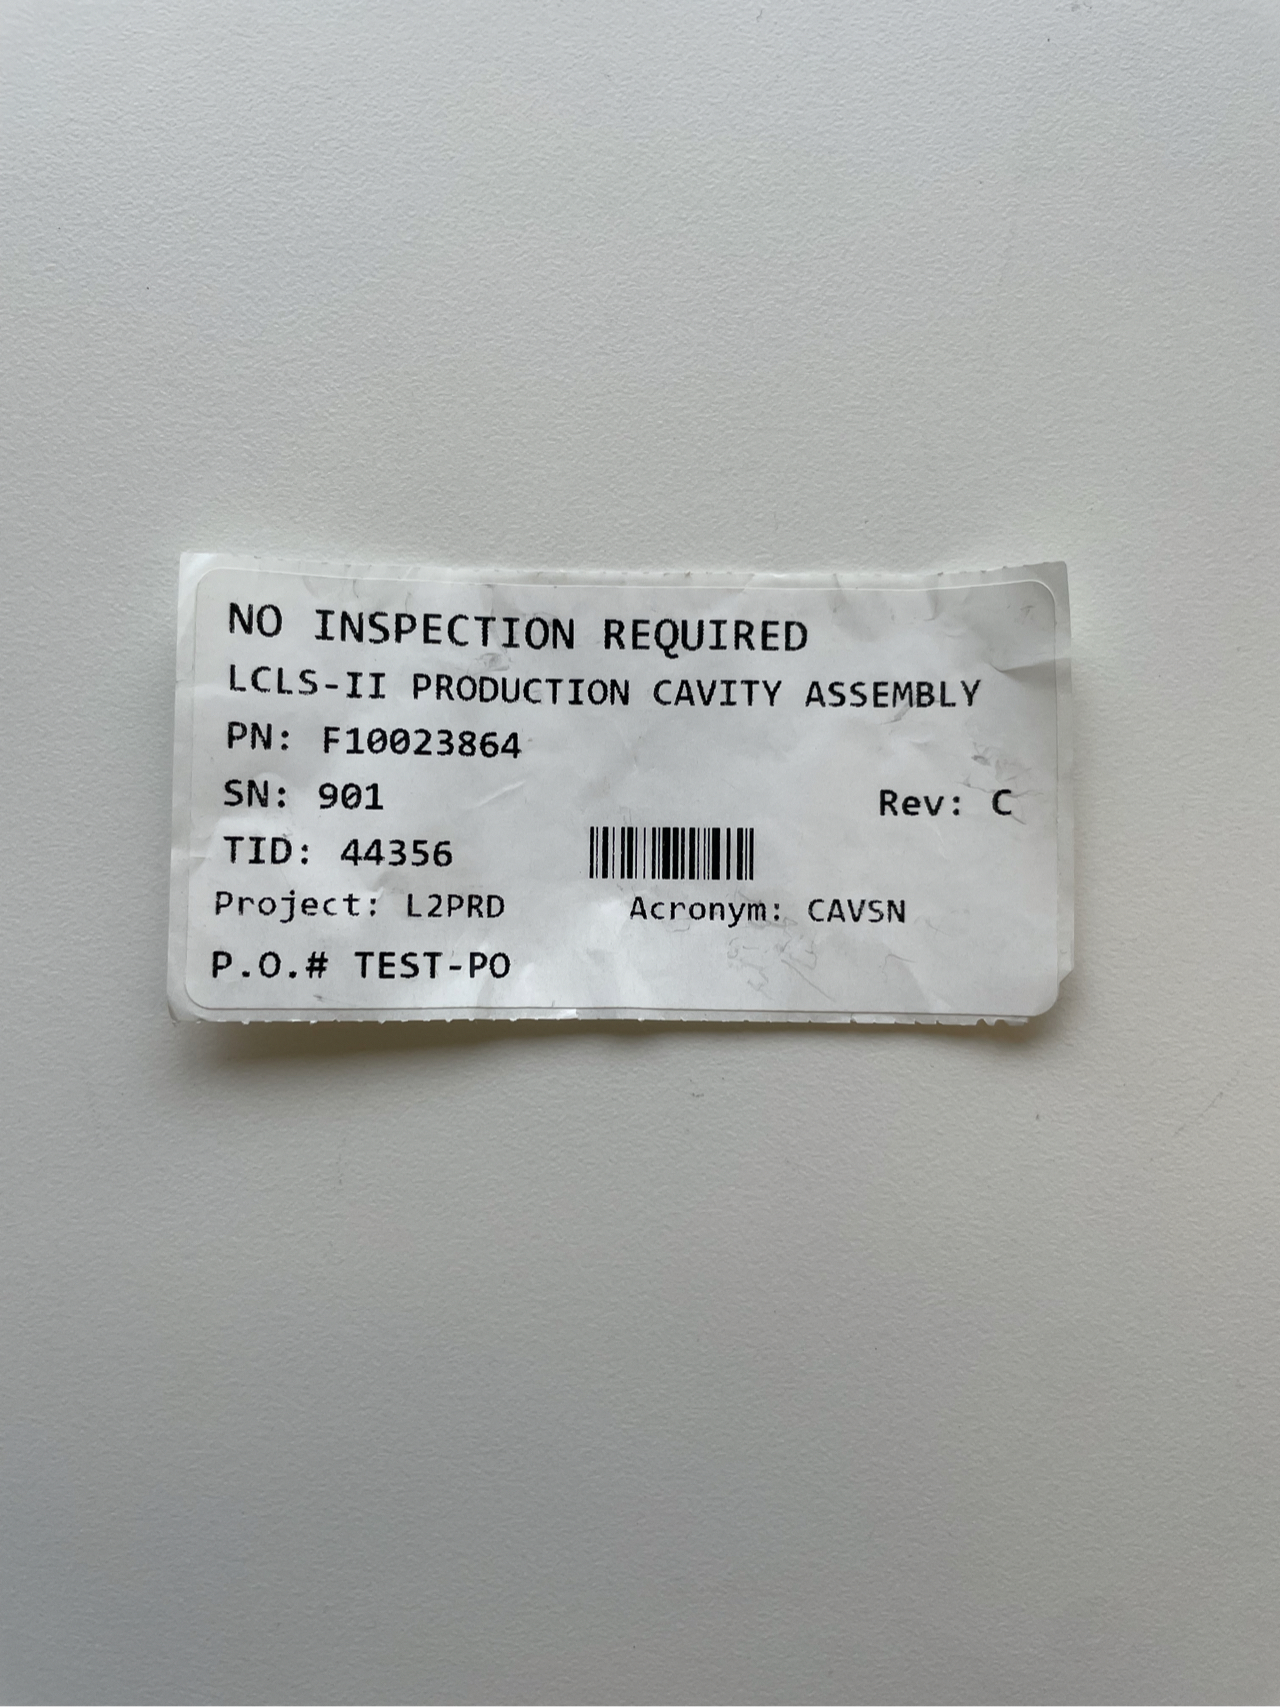 NO INSPECTION REQUIRED
LCLS-II PRODUCTION CAVITY ASSEMBLY
PN: F10023864
SN: 901 Rev: C
TID: 44356
Project: L2PRD Acronym: CAVSN
P.O.# TEST-PO